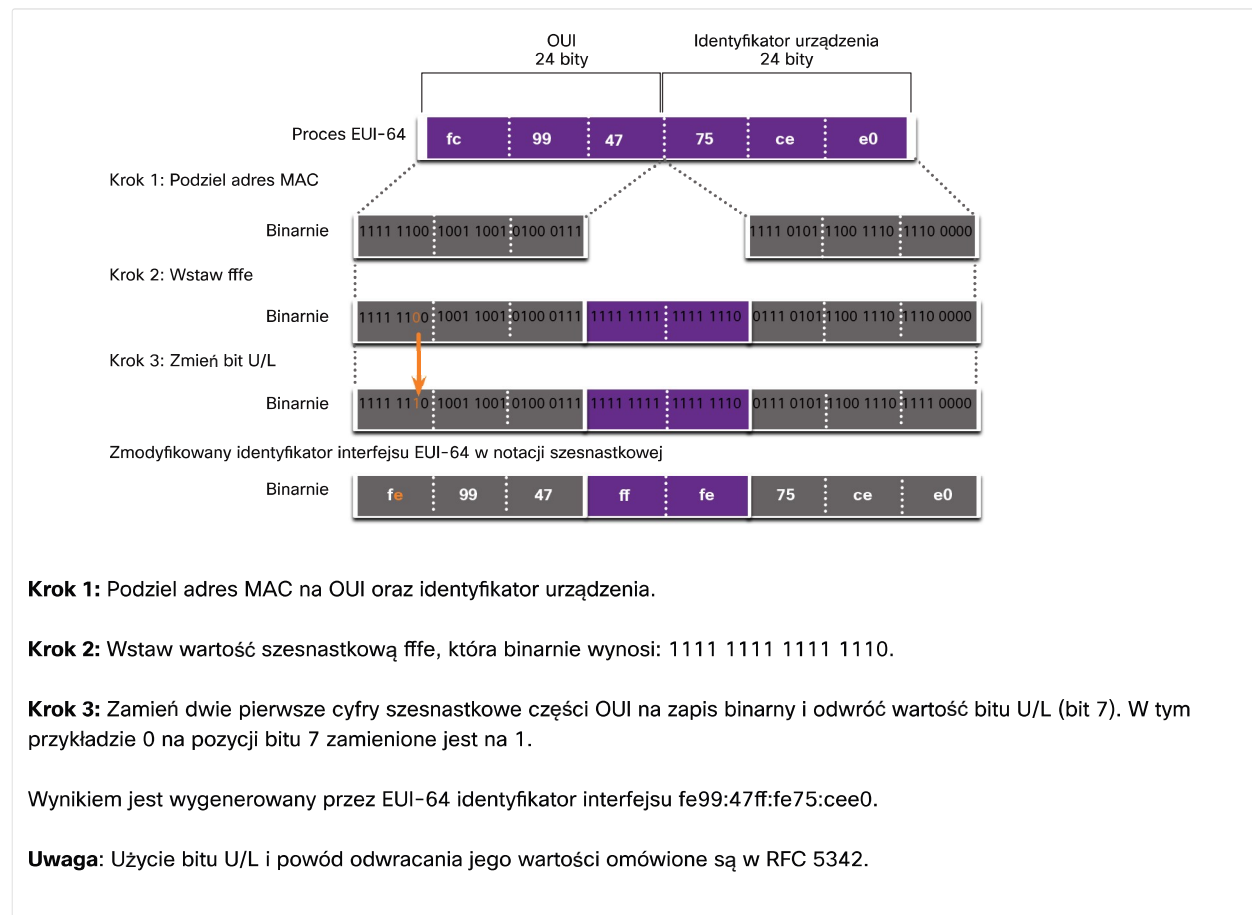 OUI
24 bity
Identyfikator urządzenia
24 bity
Proces EUI-64
fc 99 47 75 ce e0
Krok 1: Podziel adres MAC
Binarnie
1111 1100 1001 1001 0100 0111 1111 0101 1100 1110 1110 0000
Krok 2: Wstaw fffe
Binarnie
1111 1100 1001 1001 0100 0111 1111 1111 1111 1110 0111 0101 1100 1110 1110 0000
Krok 3: Zmień bit U/L
Binarnie
1111 1110 1001 1001 0100 0111 1111 1111 1111 1110 0111 0101 1100 1110 1111 0000
Zmodyfikowany identyfikator interfejsu EUI-64 w notacji szesnastkowej
Binarnie
fe 99 47 ff fe 75 ce e0
Krok 1: Podziel adres MAC na OUI oraz identyfikator urządzenia.
Krok 2: Wstaw wartość szesnastkową fffe, która binarnie wynosi: 1111 1111 1111 1110.
Krok 3: Zamień dwie pierwsze cyfry szesnastkowe części OUI na zapis binarny i odwróć wartość bitu U/L (bit 7). W tym
przykładzie 0 na pozycji bitu 7 zamienione jest na 1.
Wynikiem jest wygenerowany przez EUI-64 identyfikator interfejsu fe99:47ff:fe75:cee0.
Uwaga: Użycie bitu U/L i powód odwracania jego wartości omówione są w RFC 5342.